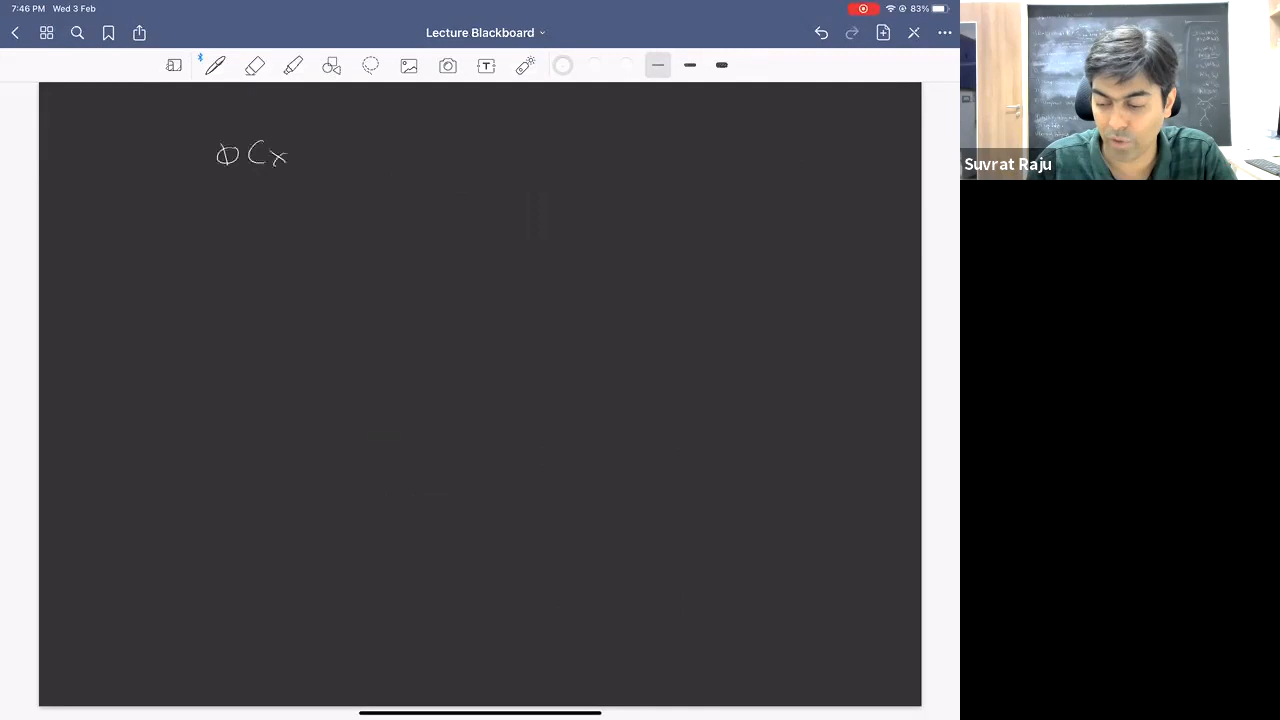 7:46 PM Wed 3 Feb
83%
Lecture Blackboard
T
Suvrat Raju
Φ (x